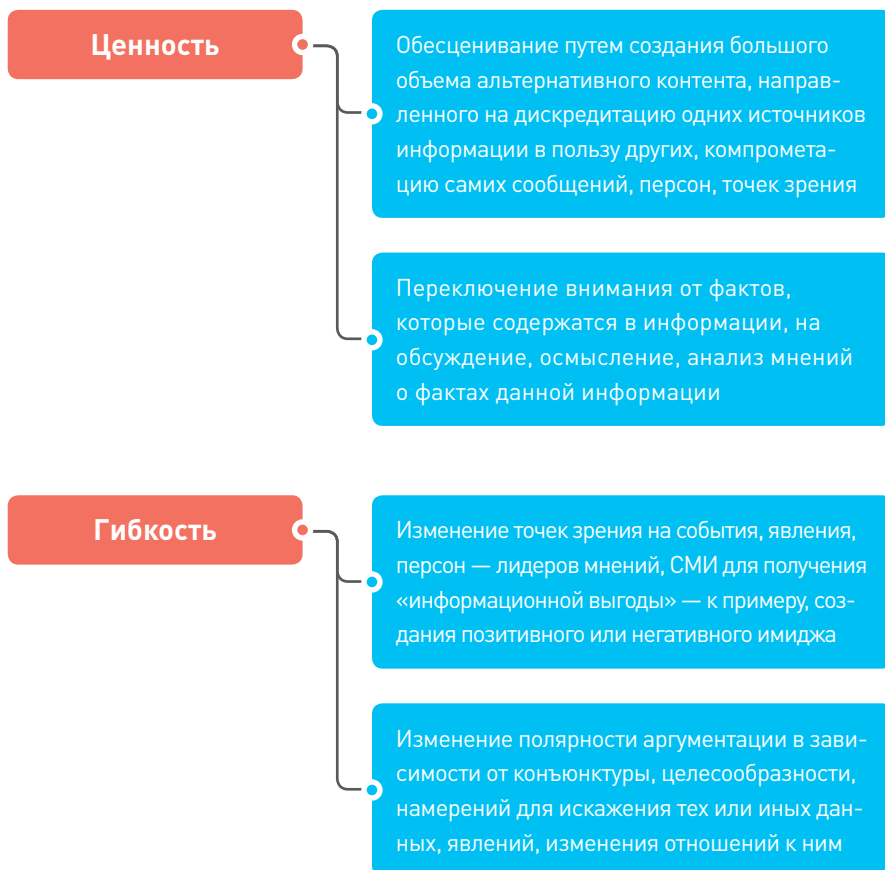 Ценность
Обесценивание путем создания большого
объема альтернативного контента, направ-
ленного на дискредитацию одних источников
информации в пользу других, компромета-
цию самих сообщений, персон, точек зрения
Переключение внимания от фактов,
которые содержатся в информации, на
обсуждение, осмысление, анализ мнений
о фактах данной информации
Гибкость
Изменение точек зрения на события, явления,
персон — лидеров мнений, СМИ для получения
«информационной выгоды» — к примеру, соз-
дания позитивного или негативного имиджа
Изменение полярности аргументации в зави-
симости от конъюнктуры, целесообразности,
намерений для искажения тех или иных дан-
ных, явлений, изменения отношений к ним